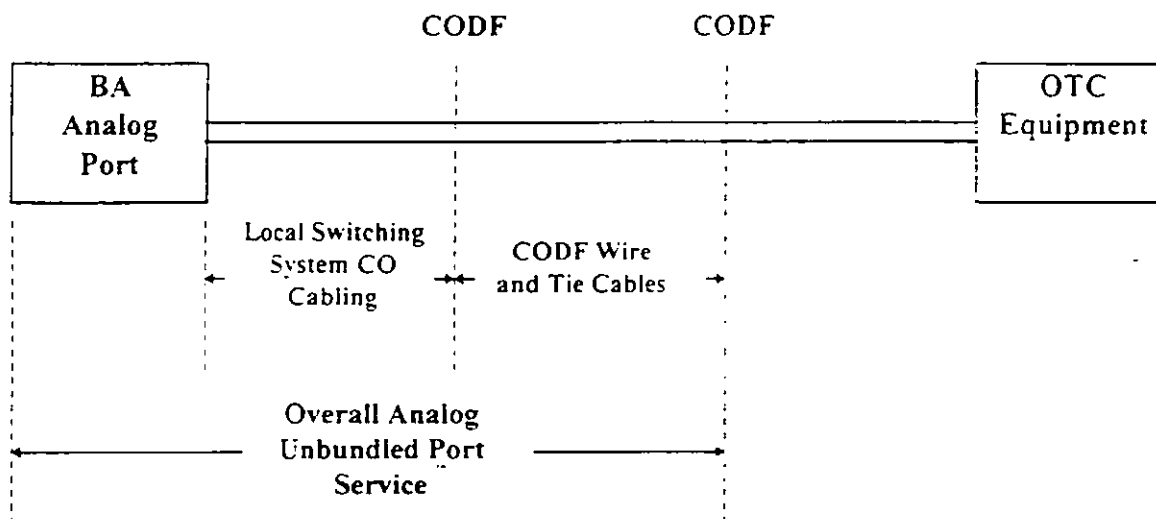 CODF
CODF
BA
Analog
Port
OTC
Equipment
Local Switching
System CO
Cabling
CODF Wire
and Tie Cables
Overall Analog
Unbundled Port
Service